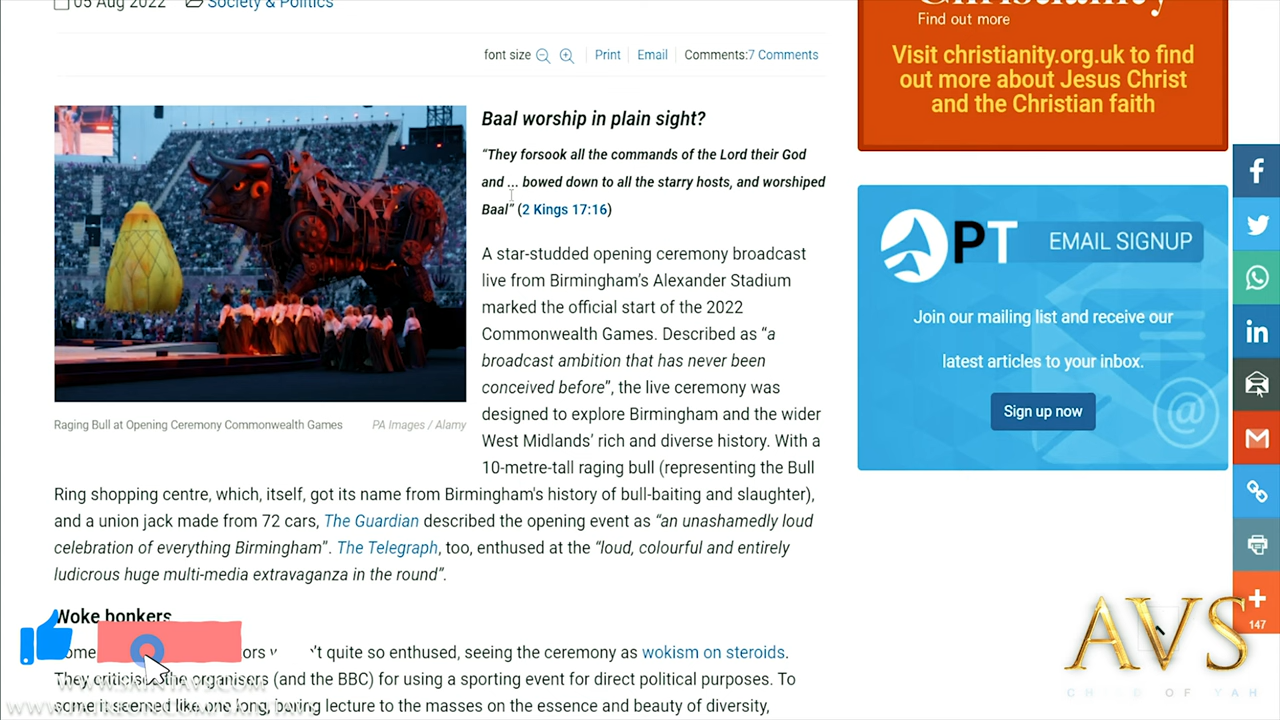 05 Aug 2022 Society & Politics
font size Print Email Comments:7 Comments
Baal worship in plain sight?
“They forsook all the commands of the Lord their God
and ... bowed down to all the starry hosts, and worshiped
Baal” (2 Kings 17:16)
A star-studded opening ceremony broadcast
live from Birmingham's Alexander Stadium
marked the official start of the 2022
Commonwealth Games. Described as “a
broadcast ambition that has never been
conceived before”, the live ceremony was
designed to explore Birmingham and the wider
West Midlands’ rich and diverse history. With a
10-metre-tall raging bull (representing the Bull
Raging Bull at Opening Ceremony Commonwealth Games PA Images / Alamy
Ring shopping centre, which, itself, got its name from Birmingham's history of bull-baiting and slaughter),
and a union jack made from 72 cars, The Guardian described the opening event as “an unashamedly loud
celebration of everything Birmingham”. The Telegraph, too, enthused at the “loud, colourful and entirely
ludicrous huge multi-media extravaganza in the round”.
Woke bonkers
't quite so enthused, seeing the ceremony as wokism on steroids.
They criticised the organisers (and the BBC) for using a sporting event for direct political purposes. To
some it seemed like one long, boring lecture to the masses on the essence and beauty of diversity,
Christianity
Find out more
Visit christianity.org.uk to find
out more about Jesus Christ
and the Christian faith
PT EMAIL SIGNUP
Join our mailing list and receive our
latest articles to your inbox.
Sign up now
147
AVS
CHILD OF YAH